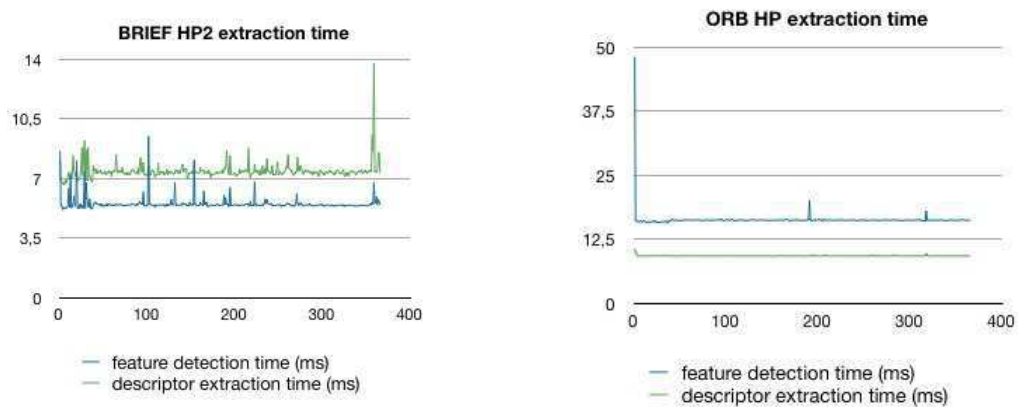 BRIEF HP2 extraction time
14
10,5
7
3,5
0
0 100 200 300 400
feature detection time (ms)
descriptor extraction time (ms)
ORB HP extraction time
50
37,5
25
12,5
0
0 100 200 300 400
feature detection time (ms)
descriptor extraction time (ms)